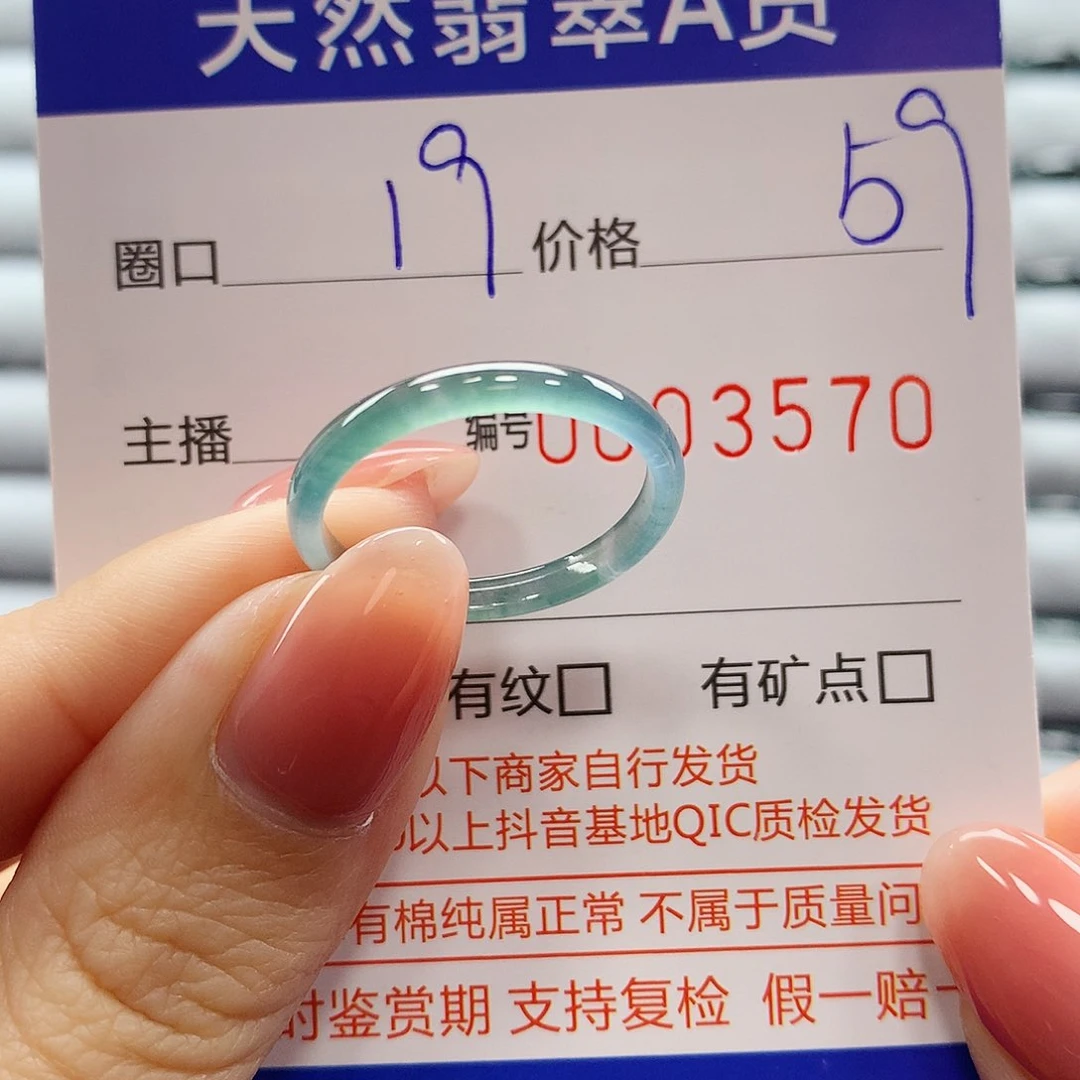 天然翡翠A货
圈口 19 价格 59
主播 编号 0003570
有纹□ 有矿点□
以下商家自行发货
以上抖音基地QIC质检发货
有棉纯属正常 不属于质量问
时鉴赏期 支持复检 假一赔